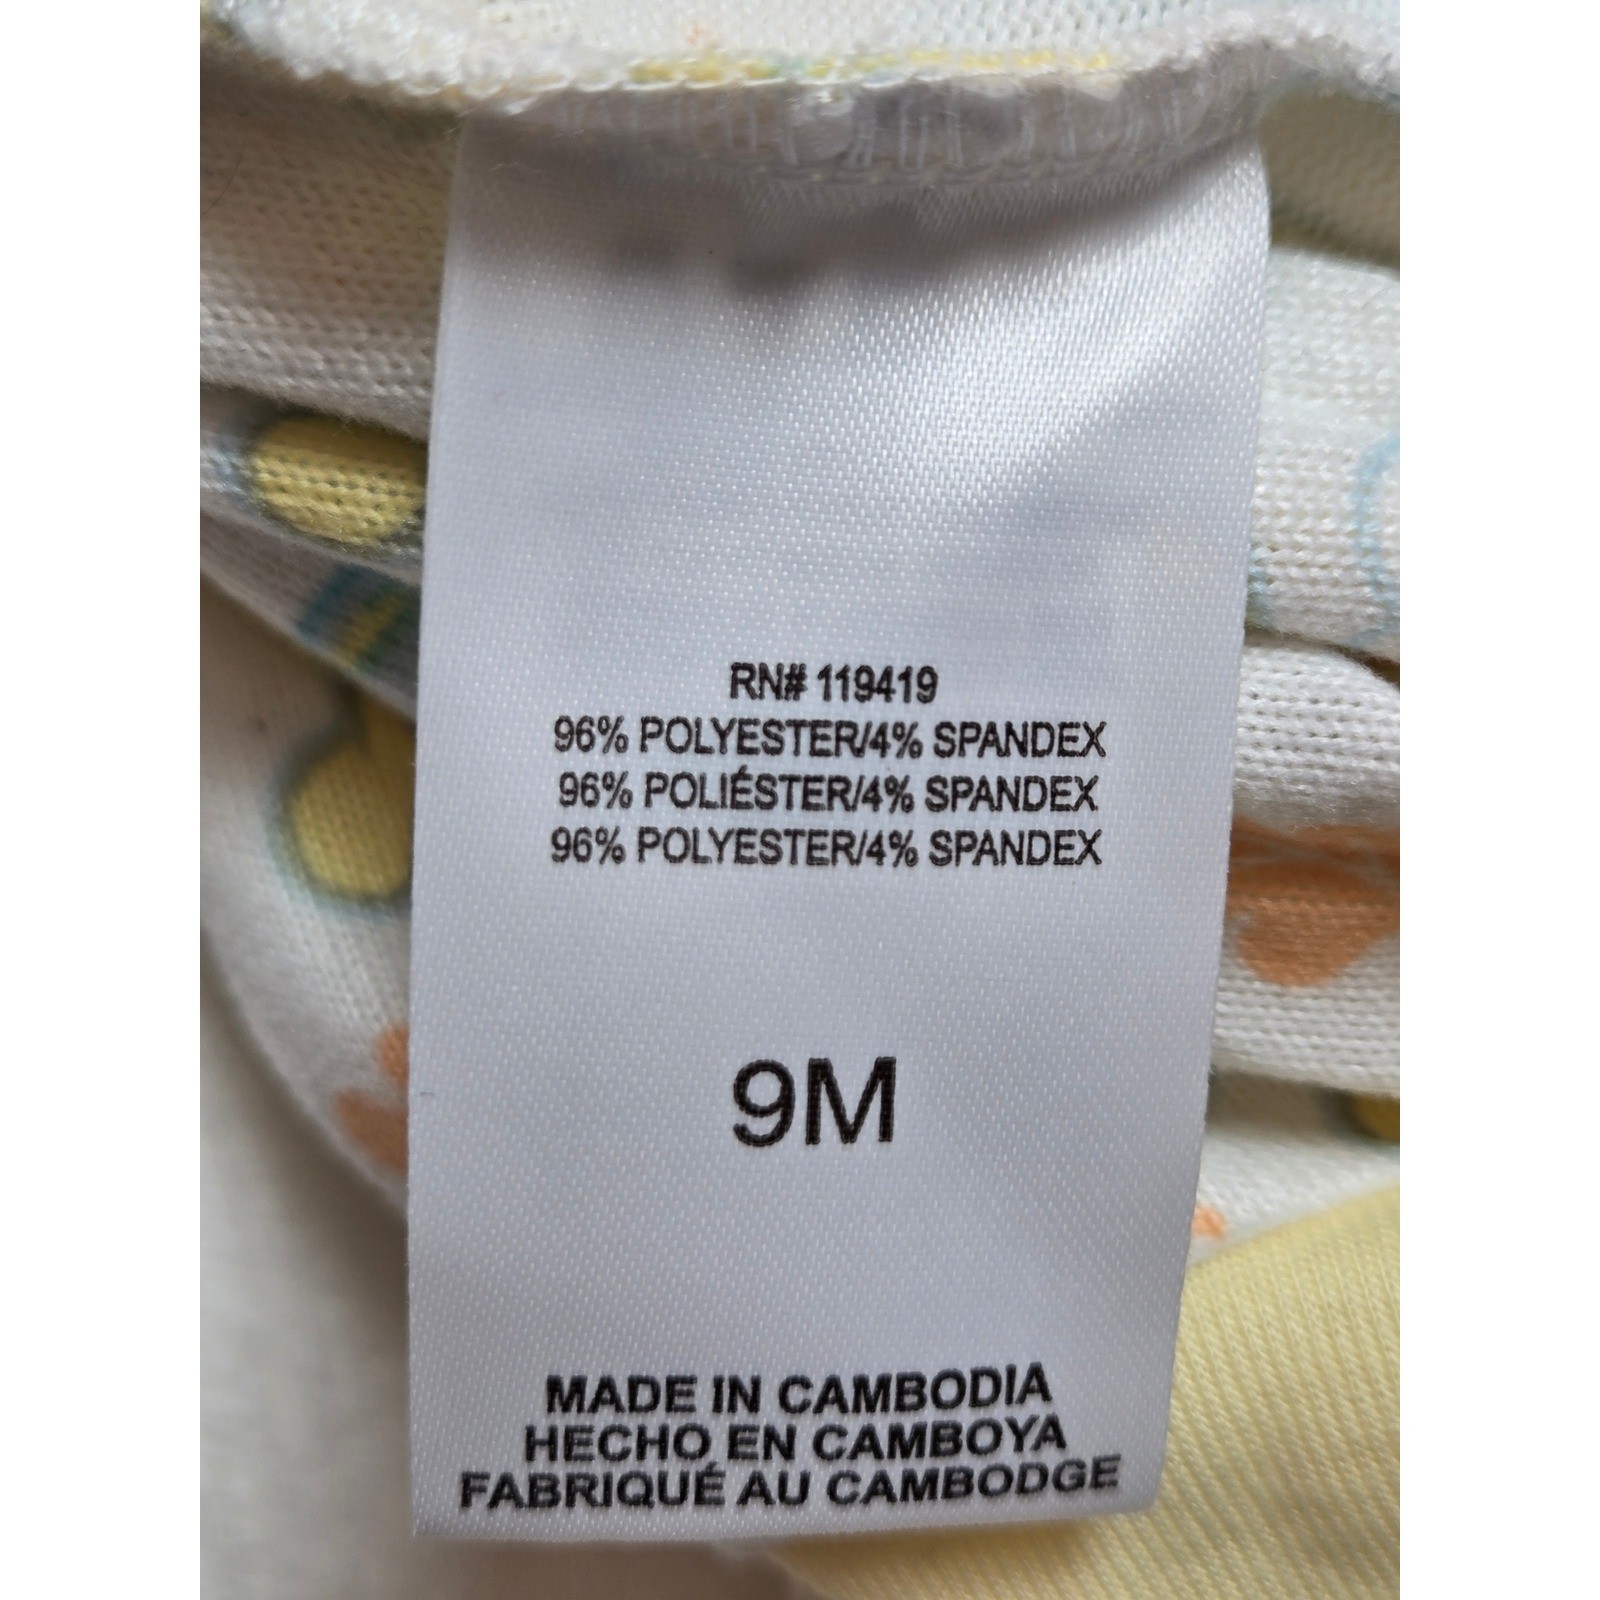 RN# 119419
96% POLYESTER/4% SPANDEX
96% POLIÉSTER/4% SPANDEX
96% POLYESTER/4% SPANDEX
9M
MADE IN CAMBODIA
HECHO EN CAMBOYA
FABRIQUÉ AU CAMBODGE